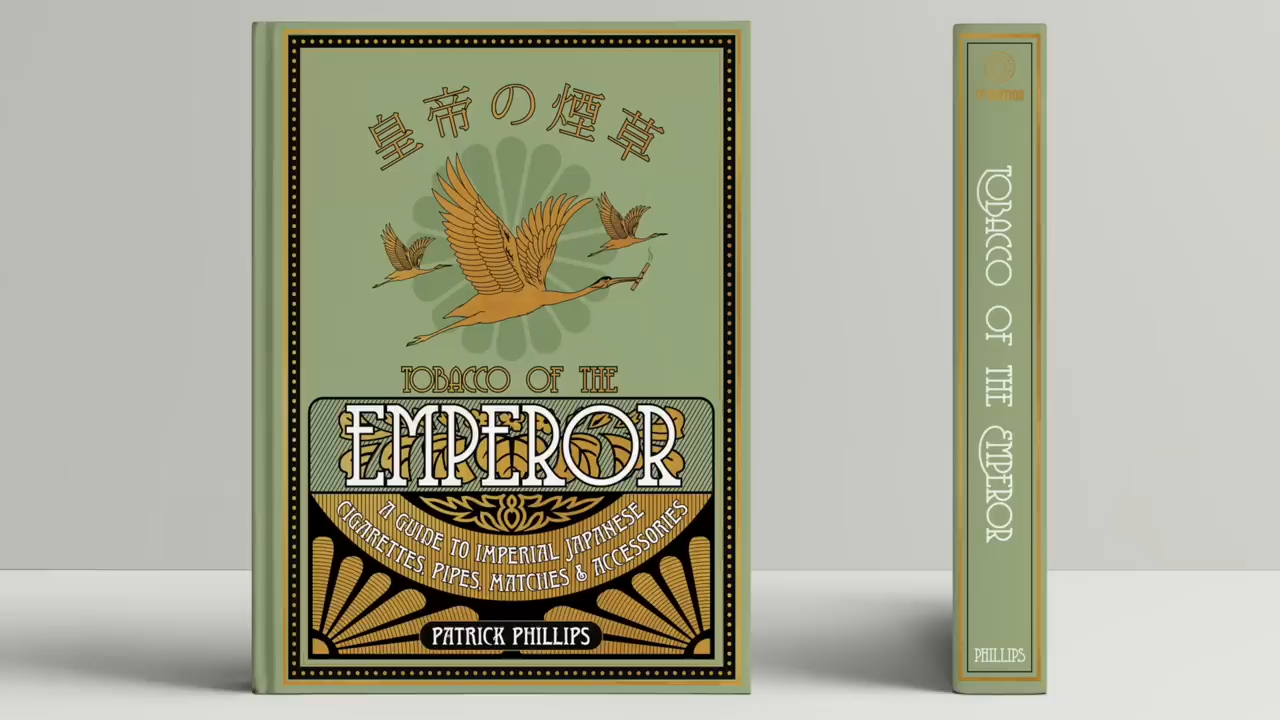 皇帝の煙草
TOBACCO OF THE
EMPEROR
A GUIDE TO IMPERIAL JAPANESE
CIGARETTES, PIPES, MATCHES & ACCESSORIES
PATRICK PHILLIPS
TOBACCO OF THE EMPEROR
PHILLIPS